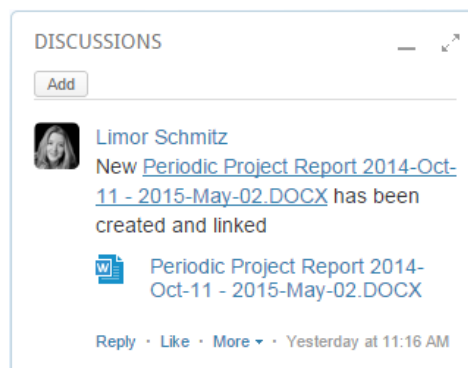 DISCUSSIONS
Add
Limor Schmitz
New Periodic Project Report 2014-Oct-
11 - 2015-May-02.DOCX has been
created and linked
Periodic Project Report 2014-
Oct-11 - 2015-May-02.DOCX
Reply · Like · More · Yesterday at 11:16 AM